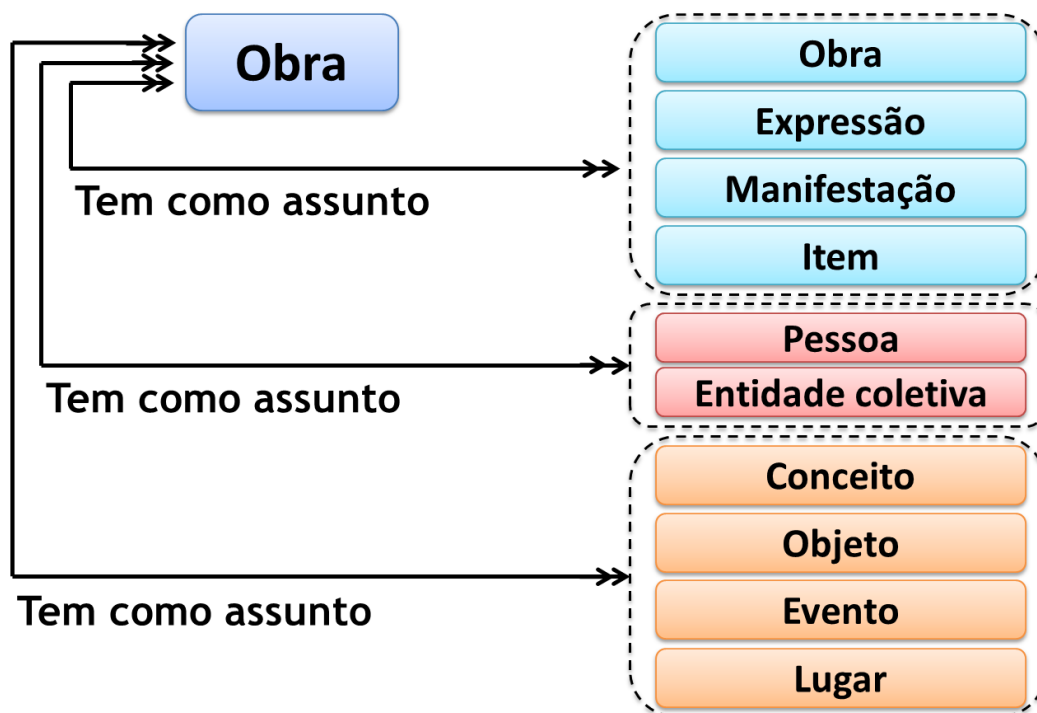 Obra
Obra
Expressão
Manifestação
Item
Tem como assunto
Pessoa
Entidade coletiva
Tem como assunto
Conceito
Objeto
Evento
Lugar
Tem como assunto